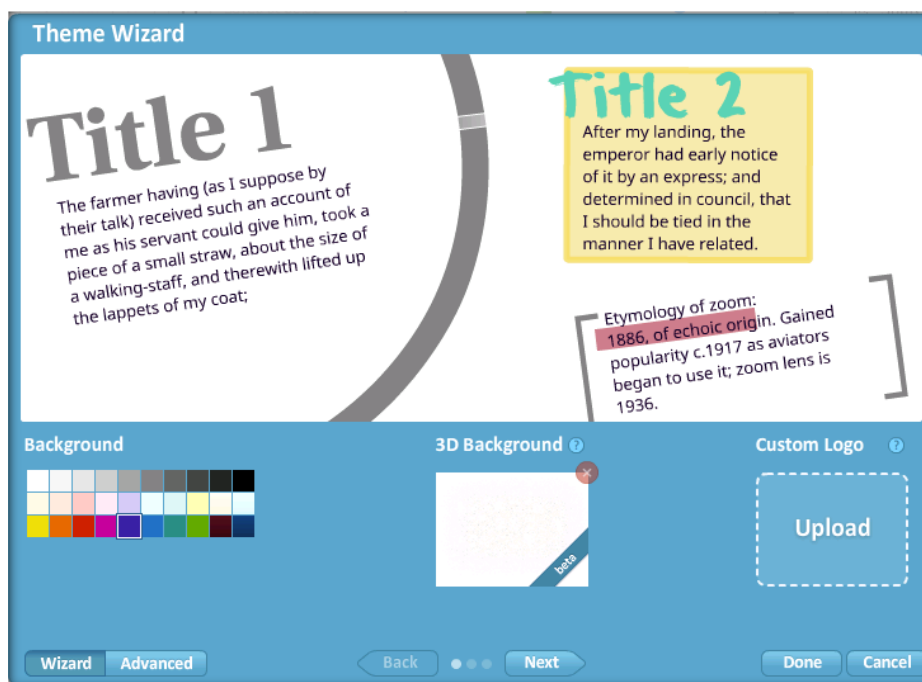 Theme Wizard
Title 1
The farmer having (as I suppose by
their talk) received such an account of
me as his servant could give him, took a
piece of a small straw, about the size of
a walking-staff, and therewith lifted up
the lappets of my coat;
Title 2
After my landing, the
emperor had early notice
of it by an express; and
determined in council, that
I should be tied in the
manner I have related.
Etymology of zoom:
1886, of echoic origin. Gained
popularity c.1917 as aviators
began to use it; zoom lens is
1936.
Background
3D Background ?
Custom Logo ?
beta
Upload
Wizard Advanced Back Next Done Cancel